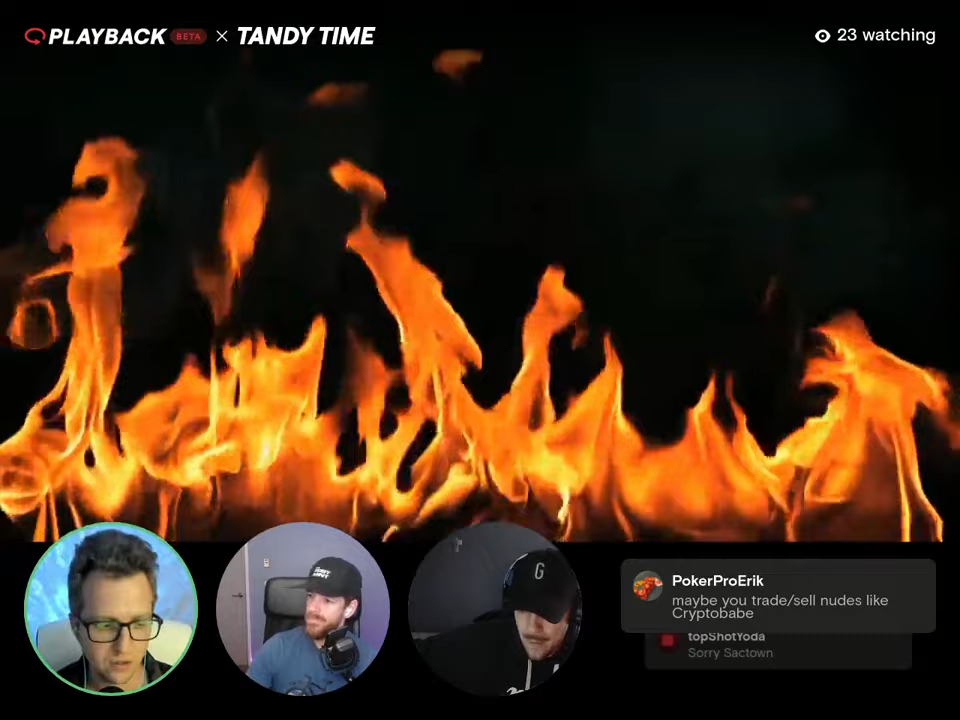 PLAYBACK BETA × TANDY TIME
23 watching
G
PokerProErik
maybe you trade/sell nudes like
Cryptobabe
topShotYoda
Sorry Sactown